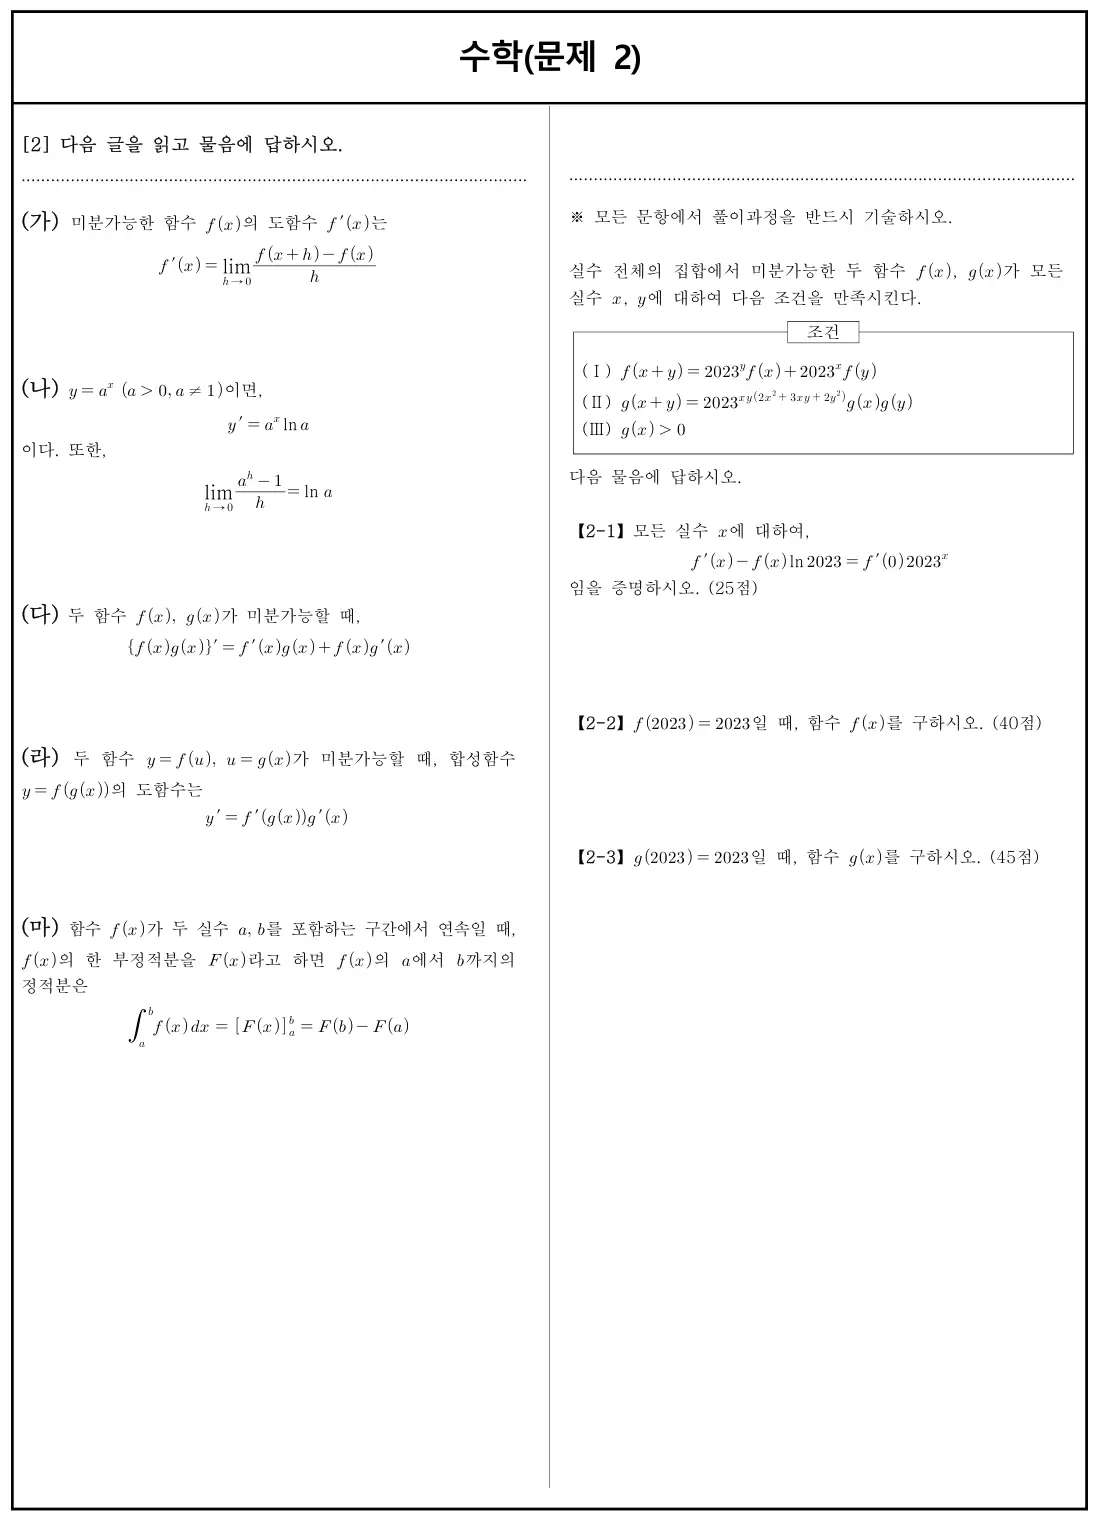 수학(문제 2)
[2] 다음 글을 읽고 물음에 답하시오.
(가) 미분가능한 함수 f(x)의 도함수 f′(x)는
f′(x) = lim_{h→0} \frac{f(x+h)−f(x)}{h}
(나) y = a^x (a > 0, a ≠ 1)이면,
y′ = a^x ln a
이다. 또한,
lim_{h→0} \frac{a^h − 1}{h} = ln a
(다) 두 함수 f(x), g(x)가 미분가능할 때,
{f(x)g(x)}′ = f′(x)g(x)+f(x)g′(x)
(라) 두 함수 y = f(u), u = g(x)가 미분가능할 때, 합성함수
y = f(g(x))의 도함수는
y′ = f′(g(x))g′(x)
(마) 함수 f(x)가 두 실수 a, b를 포함하는 구간에서 연속일 때,
f(x)의 한 부정적분을 F(x)라고 하면 f(x)의 a에서 b까지의
정적분은
∫_a^b f(x)dx = [F(x)]_a^b = F(b)−F(a)
※ 모든 문항에서 풀이과정을 반드시 기술하시오.
실수 전체의 집합에서 미분가능한 두 함수 f(x), g(x)가 모든
실수 x, y에 대하여 다음 조건을 만족시킨다.
조건
(Ⅰ) f(x+y) = 2023^y f(x)+2023^x f(y)
(Ⅱ) g(x+y) = 2023^{xy(2x^2+3xy+2y^2)} g(x)g(y)
(Ⅲ) g(x) > 0
다음 물음에 답하시오.
【2-1】 모든 실수 x에 대하여,
f′(x)−f(x)ln 2023 = f′(0)2023^x
임을 증명하시오. (25점)
【2-2】 f(2023) = 2023일 때, 함수 f(x)를 구하시오. (40점)
【2-3】 g(2023) = 2023일 때, 함수 g(x)를 구하시오. (45점)